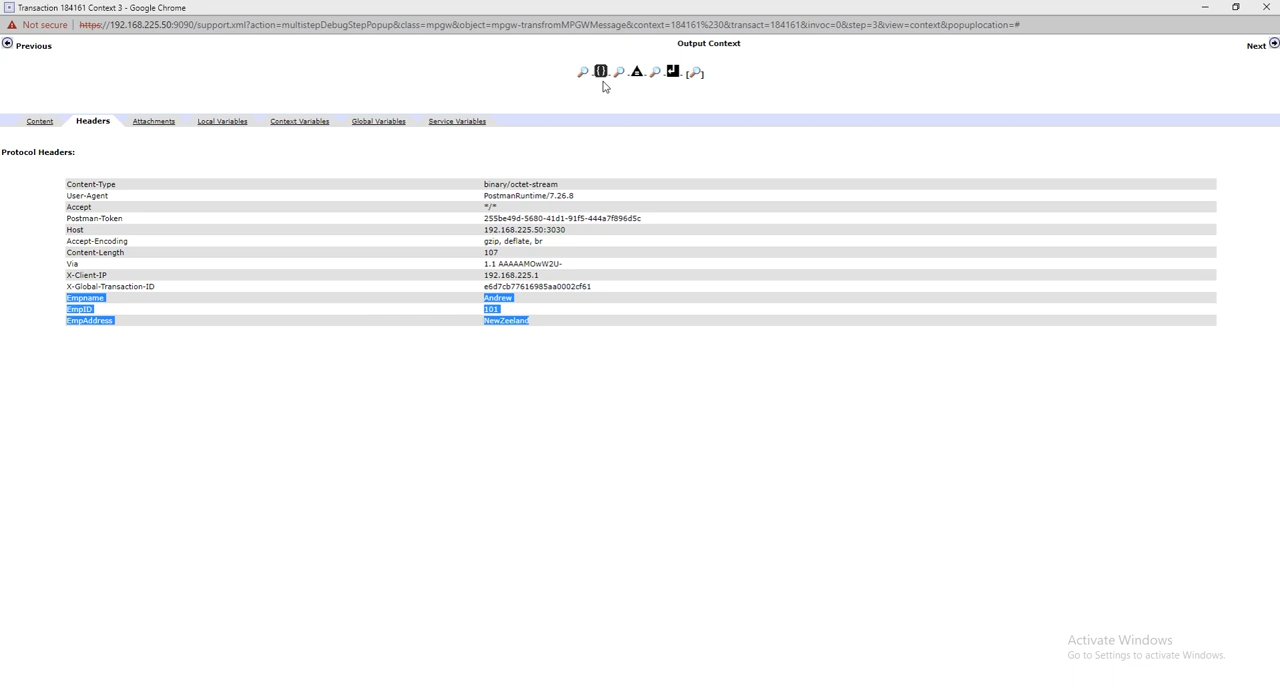 Transaction 184161 Context 3 - Google Chrome
Not secure | https://192.168.225.50:9090/support.xml?action=multistepDebugStepPopup&class=mpgw&object=mpgw-transfromMPGWMessage&context=184161%230&transact=184161&invoc=0&step=3&view=context&popuplocation=#
Previous Output Context Next
Content Headers Attachments Local Variables Context Variables Global Variables Service Variables
Protocol Headers:
Content-Type binary/octet-stream
User-Agent PostmanRuntime/7.26.8
Accept */*
Postman-Token 255be49d-5680-41d1-91f5-444a7f896d5c
Host 192.168.225.50:3030
Accept-Encoding gzip, deflate, br
Content-Length 107
Via 1.1 AAAAAMOwW2U-
X-Client-IP 192.168.225.1
X-Global-Transaction-ID e6d7cb77616985aa0002cf61
Empname Andrew
EmpID 101
EmpAddress NewZeeland
Activate Windows
Go to Settings to activate Windows.